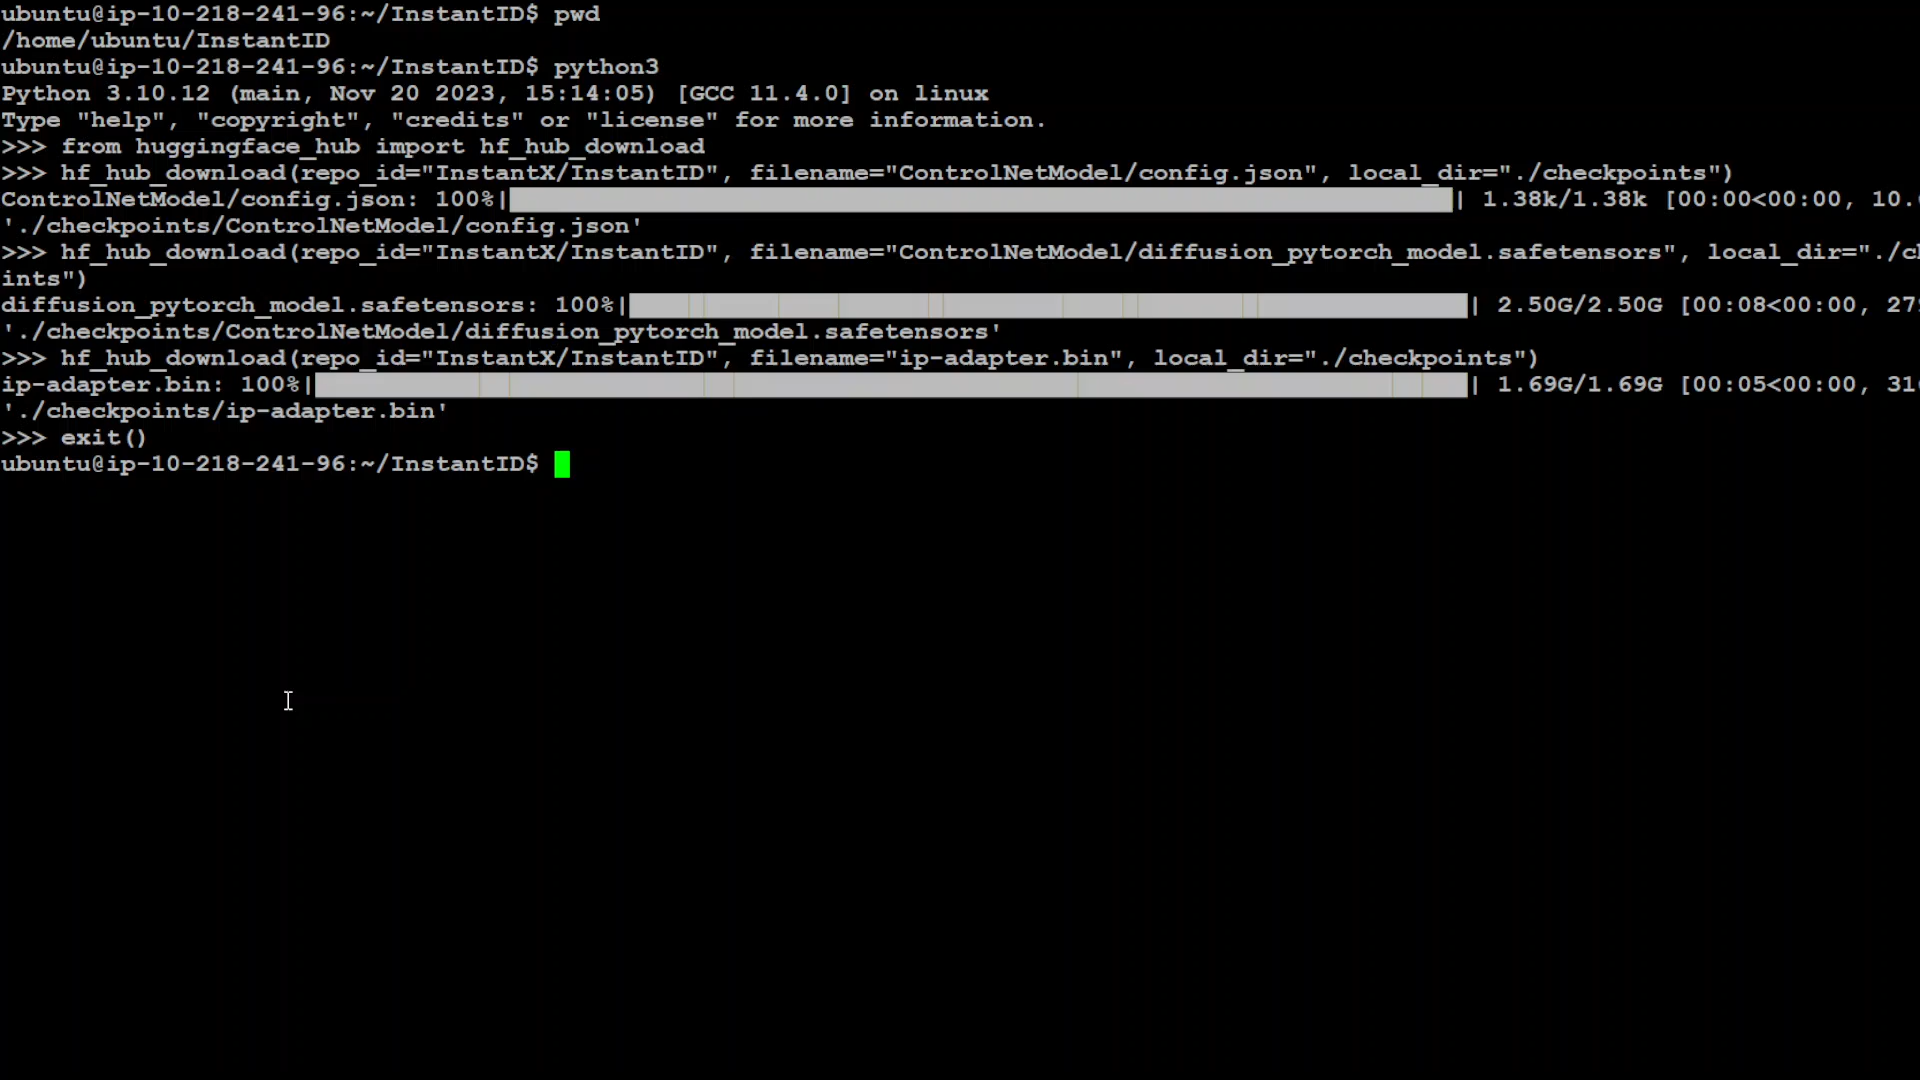 ubuntu@ip-10-218-241-96:~/InstantID$ pwd
/home/ubuntu/InstantID
ubuntu@ip-10-218-241-96:~/InstantID$ python3
Python 3.10.12 (main, Nov 20 2023, 15:14:05) [GCC 11.4.0] on linux
Type "help", "copyright", "credits" or "license" for more information.
>>> from huggingface_hub import hf_hub_download
>>> hf_hub_download(repo_id="InstantX/InstantID", filename="ControlNetModel/config.json", local_dir="./checkpoints")
ControlNetModel/config.json: 100%| | 1.38k/1.38k [00:00<00:00, 10.
'./checkpoints/ControlNetModel/config.json'
>>> hf_hub_download(repo_id="InstantX/InstantID", filename="ControlNetModel/diffusion_pytorch_model.safetensors", local_dir="./c
ints")
diffusion_pytorch_model.safetensors: 100%| | 2.50G/2.50G [00:08<00:00, 27
'./checkpoints/ControlNetModel/diffusion_pytorch_model.safetensors'
>>> hf_hub_download(repo_id="InstantX/InstantID", filename="ip-adapter.bin", local_dir="./checkpoints")
ip-adapter.bin: 100%| | 1.69G/1.69G [00:05<00:00, 31
'./checkpoints/ip-adapter.bin'
>>> exit()
ubuntu@ip-10-218-241-96:~/InstantID$